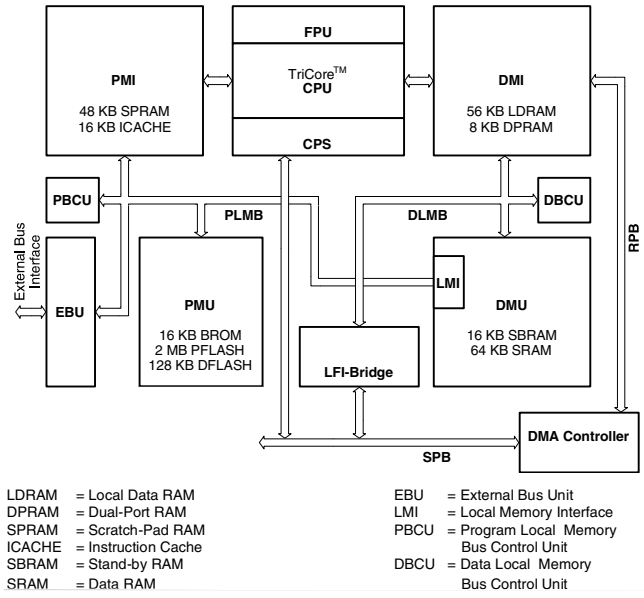 FPU
PMI
TriCore™
CPU
DMI
48 KB SPRAM
16 KB ICACHE
56 KB LDRAM
8 KB DPRAM
CPS
PBCU
DBCU
PLMB
DLMB
RPB
External Bus
Interface
EBU
PMU
LMI
DMU
16 KB BROM
2 MB PFLASH
128 KB DFLASH
16 KB SBRAM
64 KB SRAM
LFI-Bridge
DMA Controller
SPB
LDRAM = Local Data RAM
DPRAM = Dual-Port RAM
SPRAM = Scratch-Pad RAM
ICACHE = Instruction Cache
SBRAM = Stand-by RAM
SRAM = Data RAM
EBU = External Bus Unit
LMI = Local Memory Interface
PBCU = Program Local Memory
Bus Control Unit
DBCU = Data Local Memory
Bus Control Unit